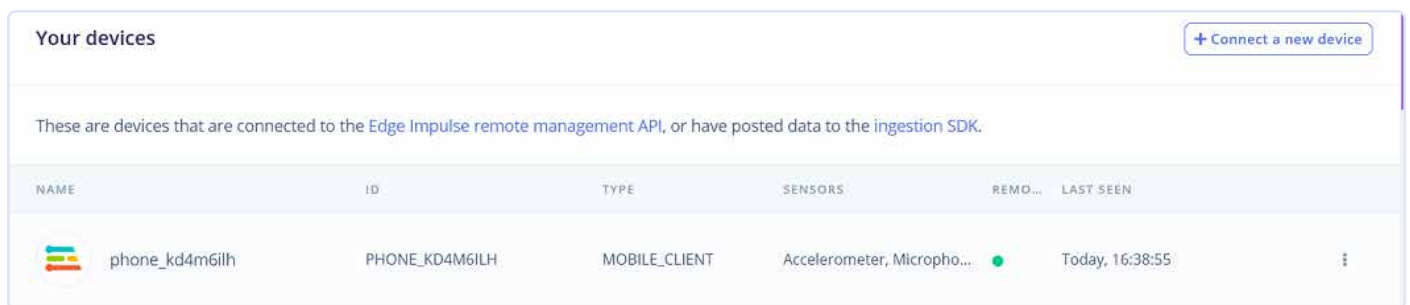 Your devices
+ Connect a new device
These are devices that are connected to the Edge Impulse remote management API, or have posted data to the ingestion SDK.
NAME ID TYPE SENSORS REMO... LAST SEEN
phone_kd4m6ilh PHONE_KD4M6ILH MOBILE_CLIENT Accelerometer, Micropho... Today, 16:38:55